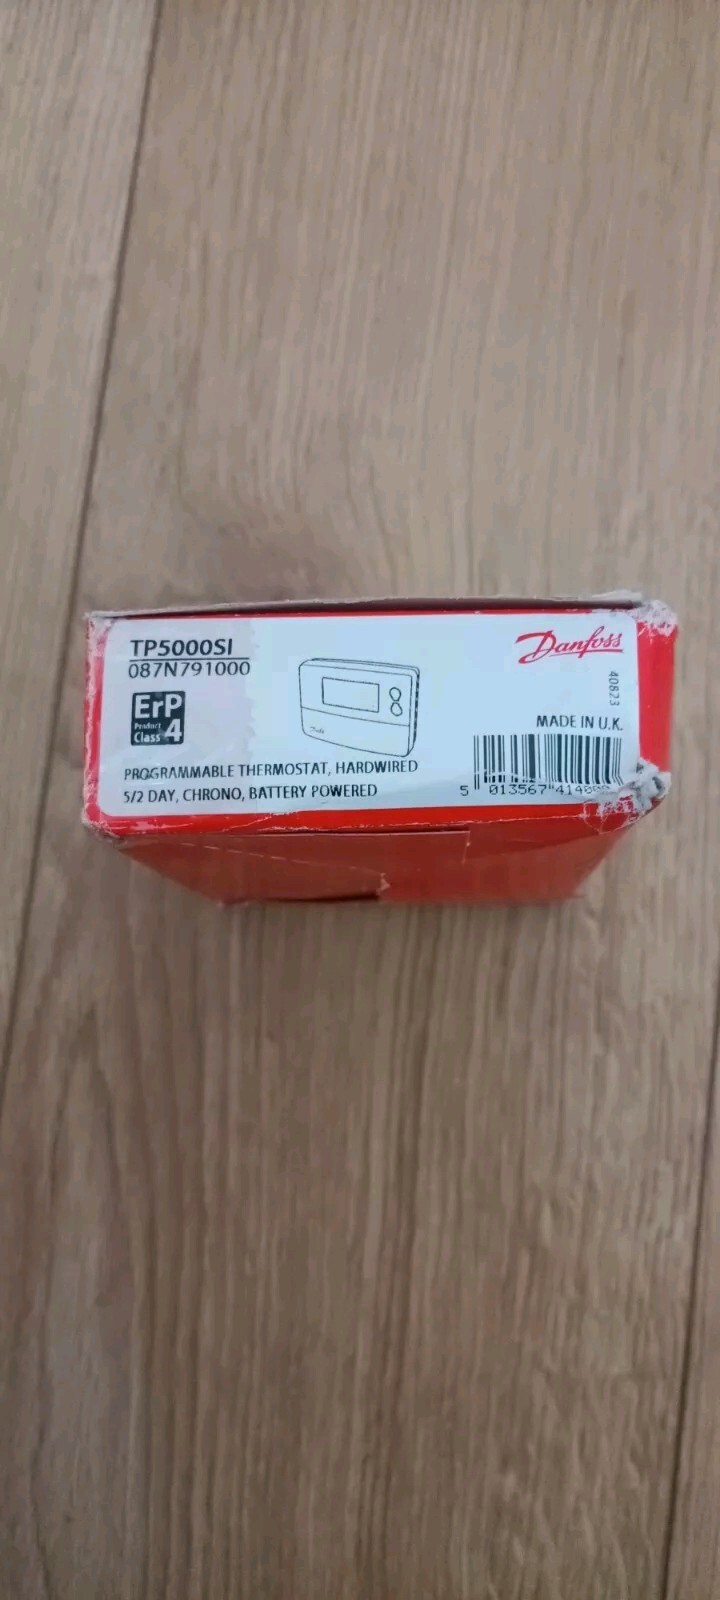 TP5000SI
087N791000
ErP
Product
Class 4
PROGRAMMABLE THERMOSTAT, HARDWIRED
5/2 DAY, CHRONO, BATTERY POWERED
Danfoss
40823
MADE IN U.K.
5 013567